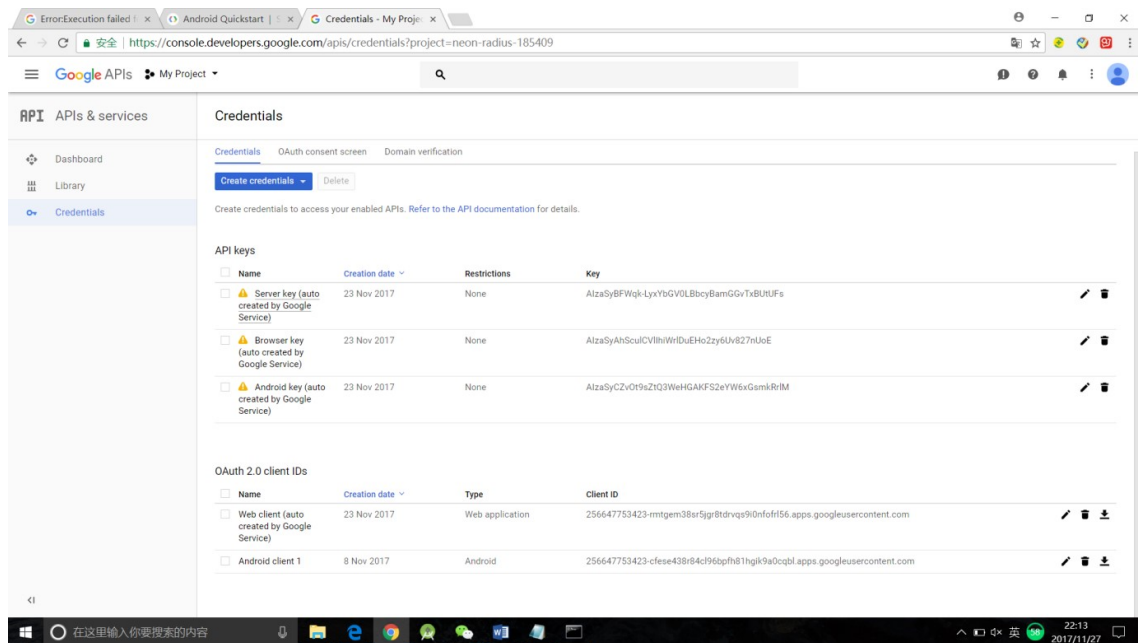 Error:Execution failed f
Android Quickstart |
Credentials - My Proje
安全 | https://console.developers.google.com/apis/credentials?project=neon-radius-185409
Google APIs My Project
API APIs & services
Credentials
Dashboard
Library
Credentials
Credentials OAuth consent screen Domain verification
Create credentials Delete
Create credentials to access your enabled APIs. Refer to the API documentation for details.
API keys
Name Creation date Restrictions Key
Server key (auto 23 Nov 2017 None AIzaSyBFWqk-LyxYbGV0LBbcyBamGGvTxBUtUFs
created by Google
Service)
Browser key 23 Nov 2017 None AIzaSyAhSculCVlIhiWrlDuEHo2zy6Uv827nUoE
(auto created by
Google Service)
Android key (auto 23 Nov 2017 None AIzaSyCZvOt9sZtQ3WeHGAKFS2eYW6xGsmkRrlM
created by Google
Service)
OAuth 2.0 client IDs
Name Creation date Type Client ID
Web client (auto 23 Nov 2017 Web application 256647753423-rmtgem38sr5jgr8tdrvqs9i0nfofrl56.apps.googleusercontent.com
created by Google
Service)
Android client 1 8 Nov 2017 Android 256647753423-cfese438r84cl96bpfh81hgik9a0cqbl.apps.googleusercontent.com
在这里输入你要搜索的内容
英 58 22:13
2017/11/27